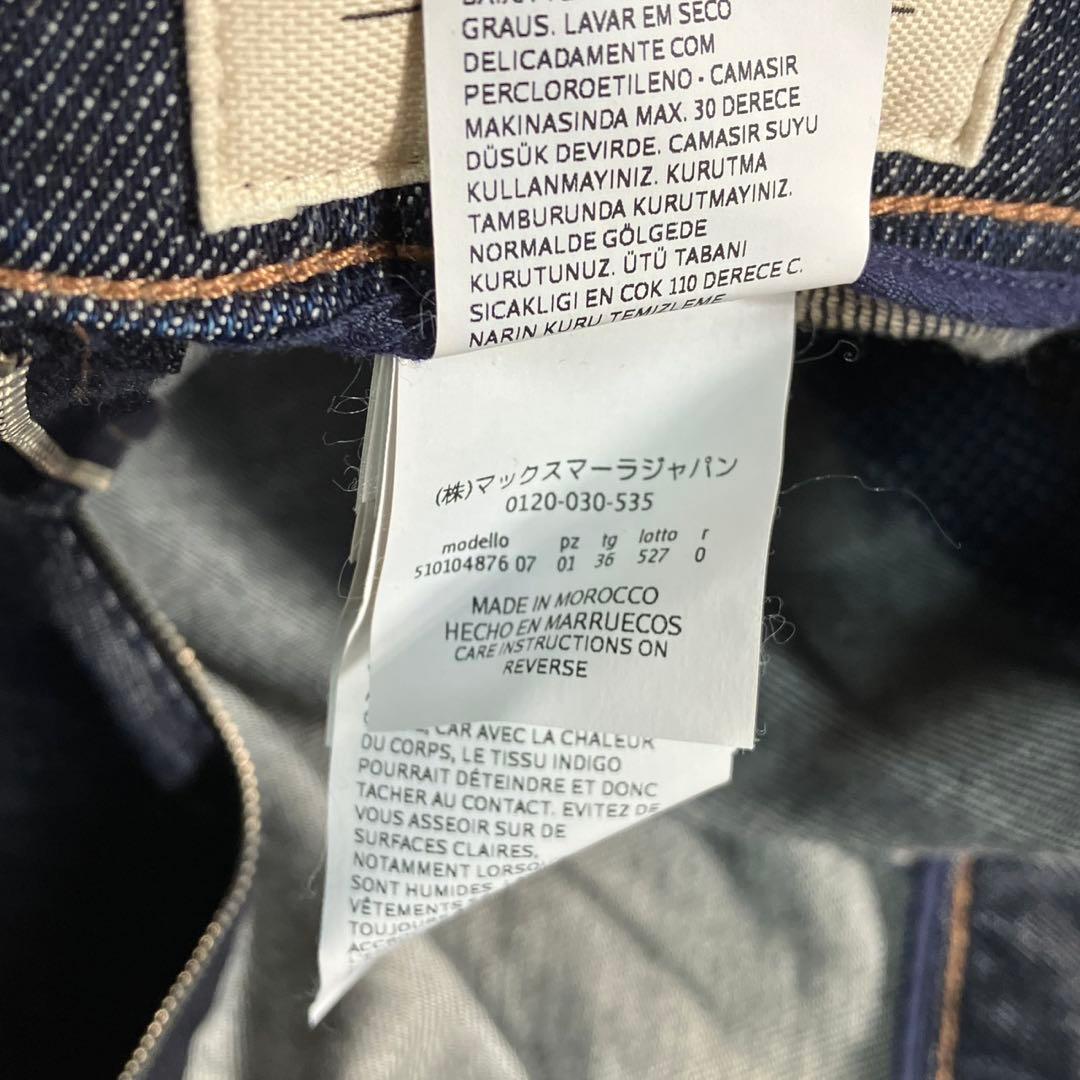 GRAUS. LAVAR EM SECO
DELICADAMENTE COM
PERCLOROETILENO · CAMASIR
MAKINASINDA MAX. 30 DERECE
DÜSÜK DEVIRDE. CAMASIR SUYU
KULLANMAYINIZ. KURUTMA
TAMBURUNDA KURUTMAYINIZ.
NORMALDE GÖLGEDE
KURUTUNUZ. ÜTÜ TABANI
SICAKLIGI EN COK 110 DERECE C.
NARIN KURU TEMIZLEME
(株)マックスマーラジャパン
0120-030-535
modello pz tg lotto r
510104876 07 01 36 527 0
MADE IN MOROCCO
HECHO EN MARRUECOS
CARE INSTRUCTIONS ON
REVERSE
CAR AVEC LA CHALEUR
DU CORPS, LE TISSU INDIGO
POURRAIT DÉTEINDRE ET DONC
TACHER AU CONTACT. EVITEZ DE
VOUS ASSEOIR SUR DE
SURFACES CLAIRES,
NOTAMMENT
SONT HUMIDES
VÊTEMENTS